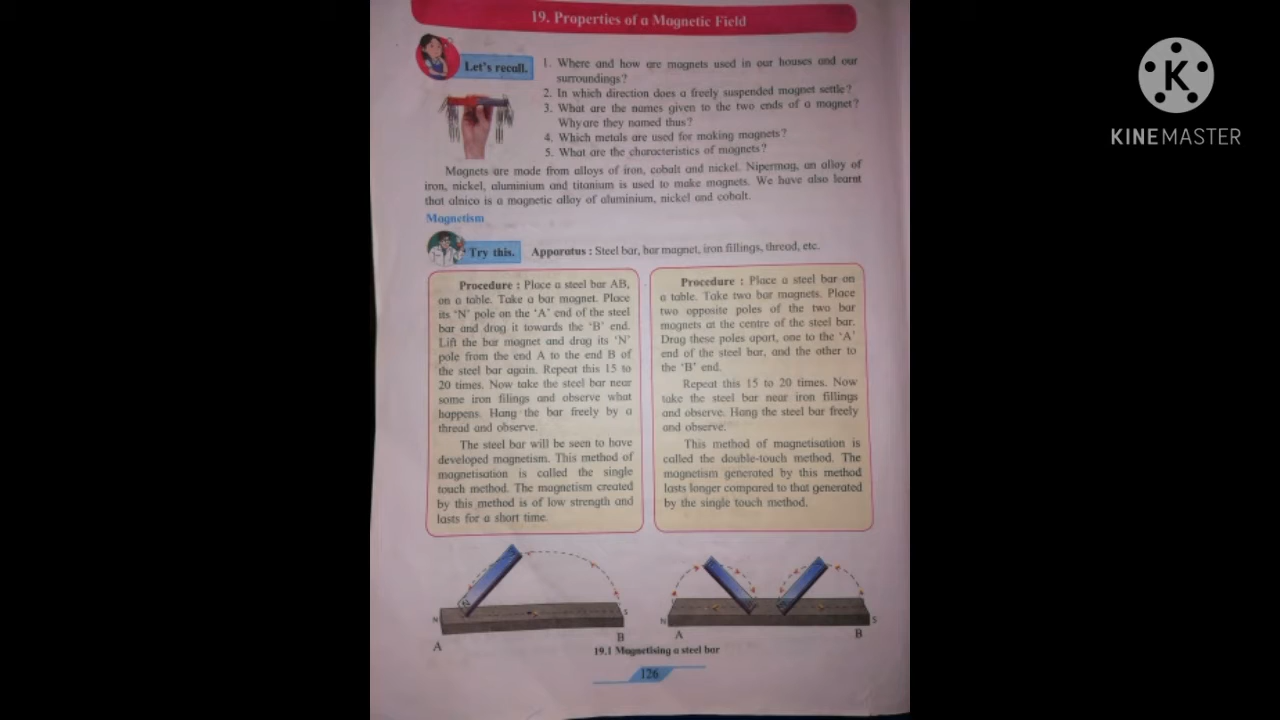 19. Properties of a Magnetic Field
Let's recall.
1. Where and how are magnets used in our houses and our
surroundings?
2. In which direction does a freely suspended magnet settle?
3. What are the names given to the two ends of a magnet?
Why are they named thus?
4. Which metals are used for making magnets?
5. What are the characteristics of magnets?
Magnets are made from alloys of iron, cobalt and nickel. Nipermag, an alloy of
iron, nickel, aluminium and titanium is used to make magnets. We have also learnt
that alnico is a magnetic alloy of aluminium, nickel and cobalt.
Magnetism
Try this.
Apparatus : Steel bar, bar magnet, iron fillings, thread, etc.
Procedure : Place a steel bar AB,
on a table. Take a bar magnet. Place
its 'N' pole on the 'A' end of the steel
bar and drag it towards the 'B' end.
Lift the bar magnet and drag its 'N'
pole from the end A to the end B of
the steel bar again. Repeat this 15 to
20 times. Now take the steel bar near
some iron filings and observe what
happens. Hang the bar freely by a
thread and observe.
The steel bar will be seen to have
developed magnetism. This method of
magnetisation is called the single
touch method. The magnetism created
by this method is of low strength and
lasts for a short time.
Procedure : Place a steel bar on
a table. Take two bar magnets. Place
two opposite poles of the two bar
magnets at the centre of the steel bar.
Drag these poles apart, one to the 'A'
end of the steel bar, and the other to
the 'B' end.
Repeat this 15 to 20 times. Now
take the steel bar near iron fillings
and observe. Hang the steel bar freely
and observe.
This method of magnetisation is
called the double-touch method. The
magnetism generated by this method
lasts longer compared to that generated
by the single touch method.
N S
A B
N S
A B
19.1 Magnetising a steel bar
126
K
KINEMASTER